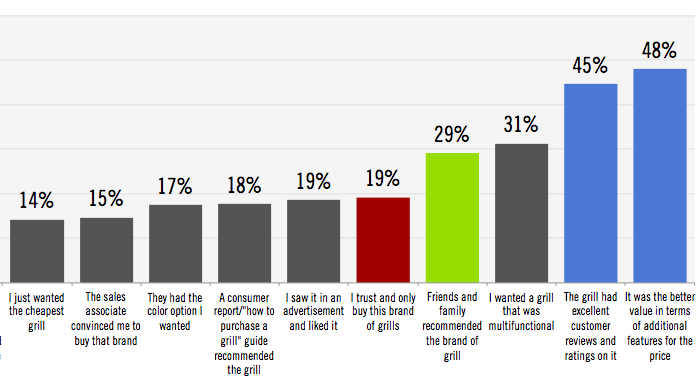 14%
15%
17%
18%
19%
19%
29%
31%
45%
48%
I just wanted
the cheapest
grill
The sales
associate
convinced me to
buy that brand
They had the
color option I
wanted
A consumer
report/"how to
purchase a
grill" guide
recommended
the grill
I saw it in an
advertisement
and liked it
I trust and only
buy this brand
of grills
Friends and
family
recommended
the brand of
grill
I wanted a grill
that was
multifunctional
The grill had
excellent
customer
reviews and
ratings on it
It was the better
value in terms
of additional
features for the
price